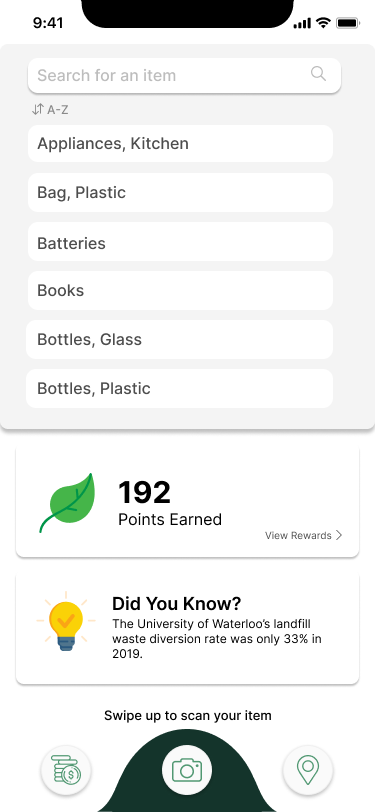 9:41
Search for an item
A-Z
Appliances, Kitchen
Bag, Plastic
Batteries
Books
Bottles, Glass
Bottles, Plastic
192
Points Earned
View Rewards
Did You Know?
The University of Waterloo's landfill
waste diversion rate was only 33% in
2019.
Swipe up to scan your item
$